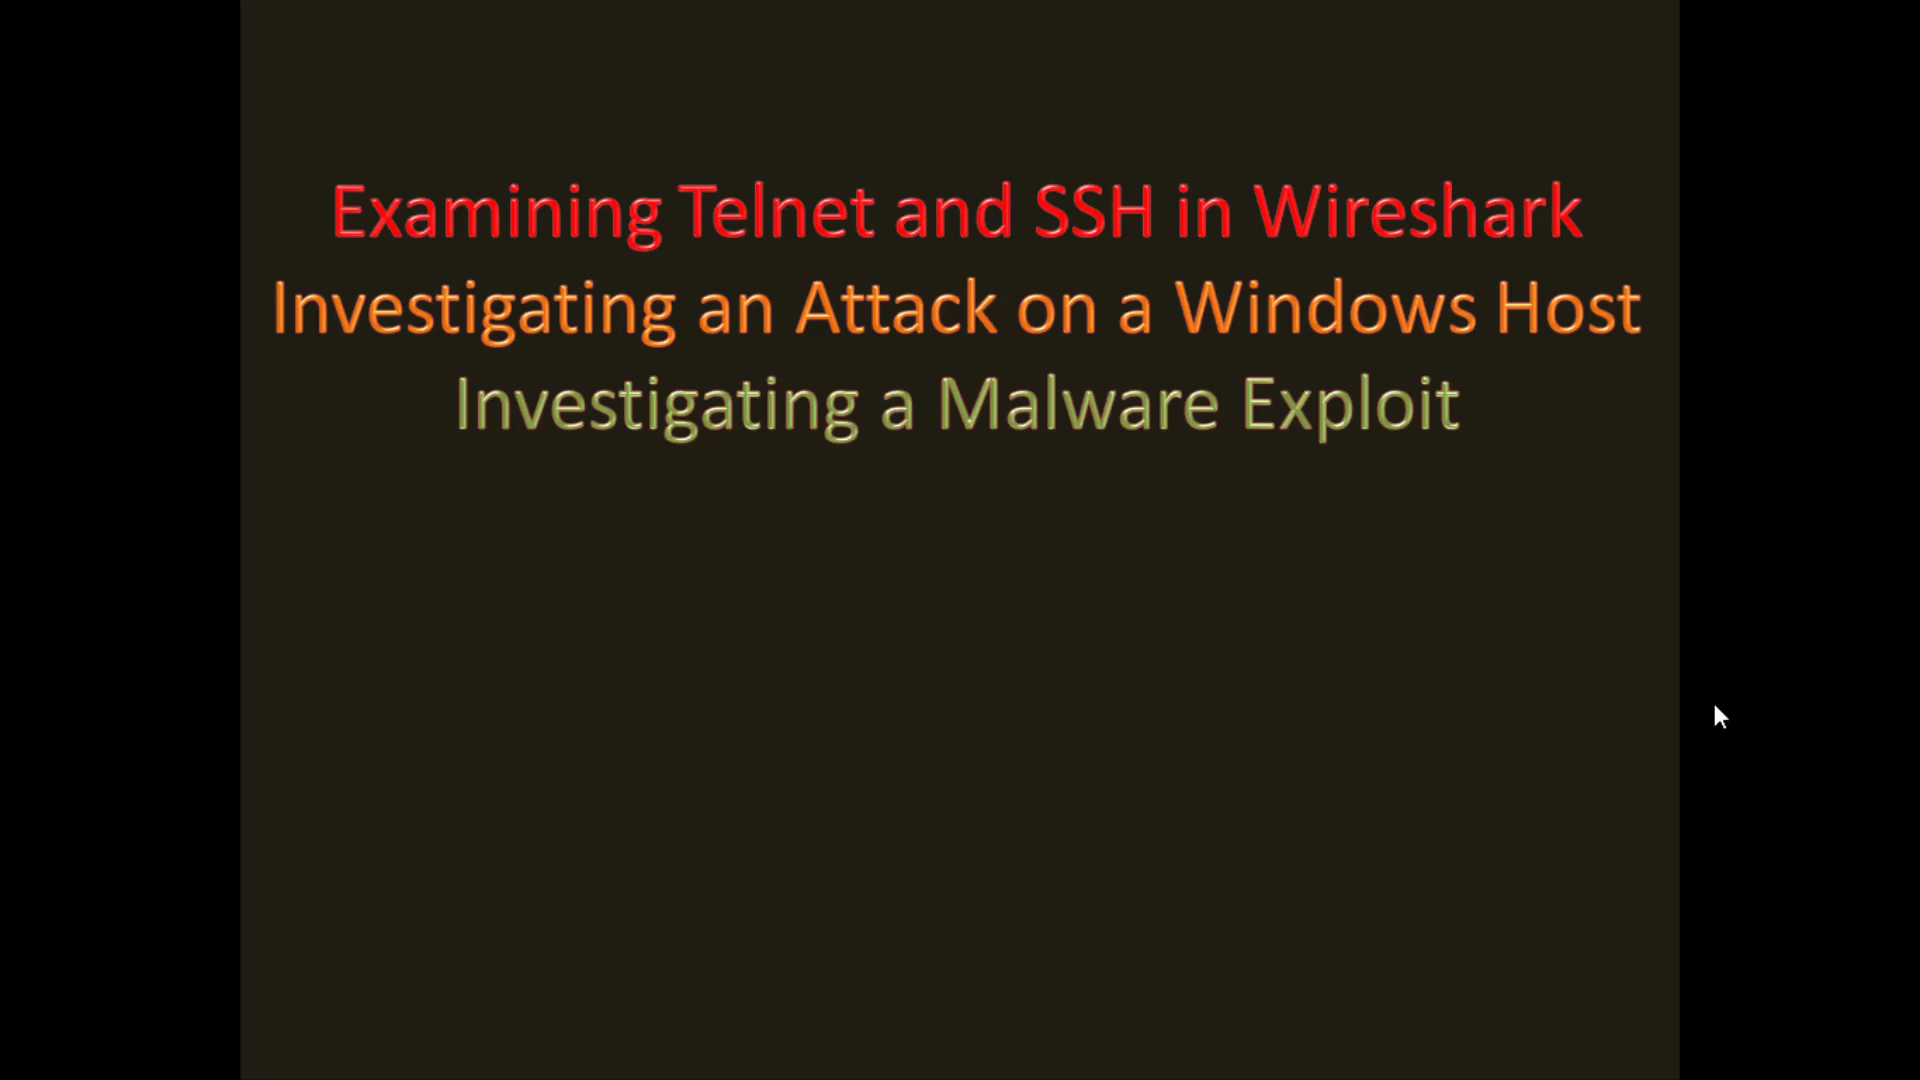 Examining Telnet and SSH in Wireshark
Investigating an Attack on a Windows Host
Investigating a Malware Exploit